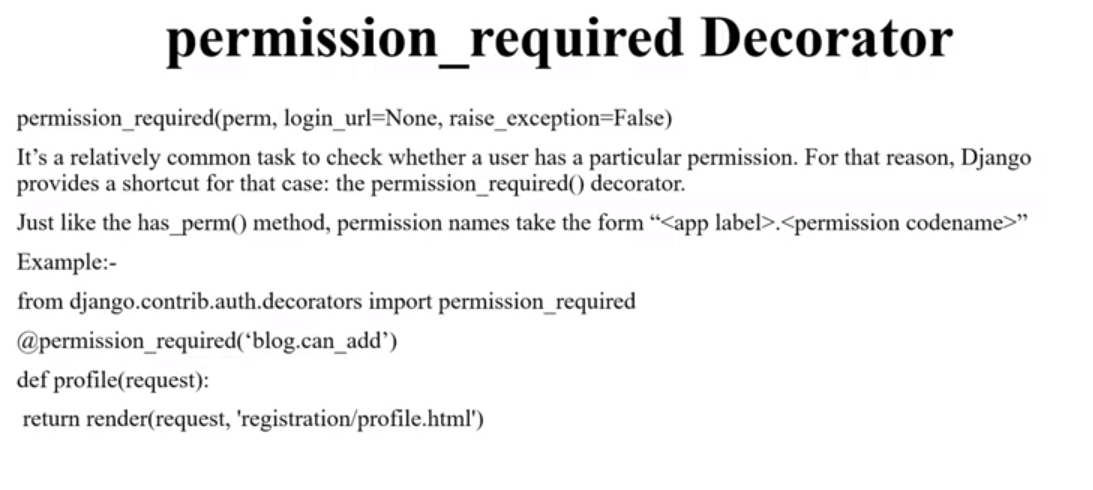 permission_required Decorator
permission_required(perm, login_url=None, raise_exception=False)
It’s a relatively common task to check whether a user has a particular permission. For that reason, Django
provides a shortcut for that case: the permission_required() decorator.
Just like the has_perm() method, permission names take the form “<app label>.<permission codename>”
Example:-
from django.contrib.auth.decorators import permission_required
@permission_required(‘blog.can_add’)
def profile(request):
return render(request, 'registration/profile.html')